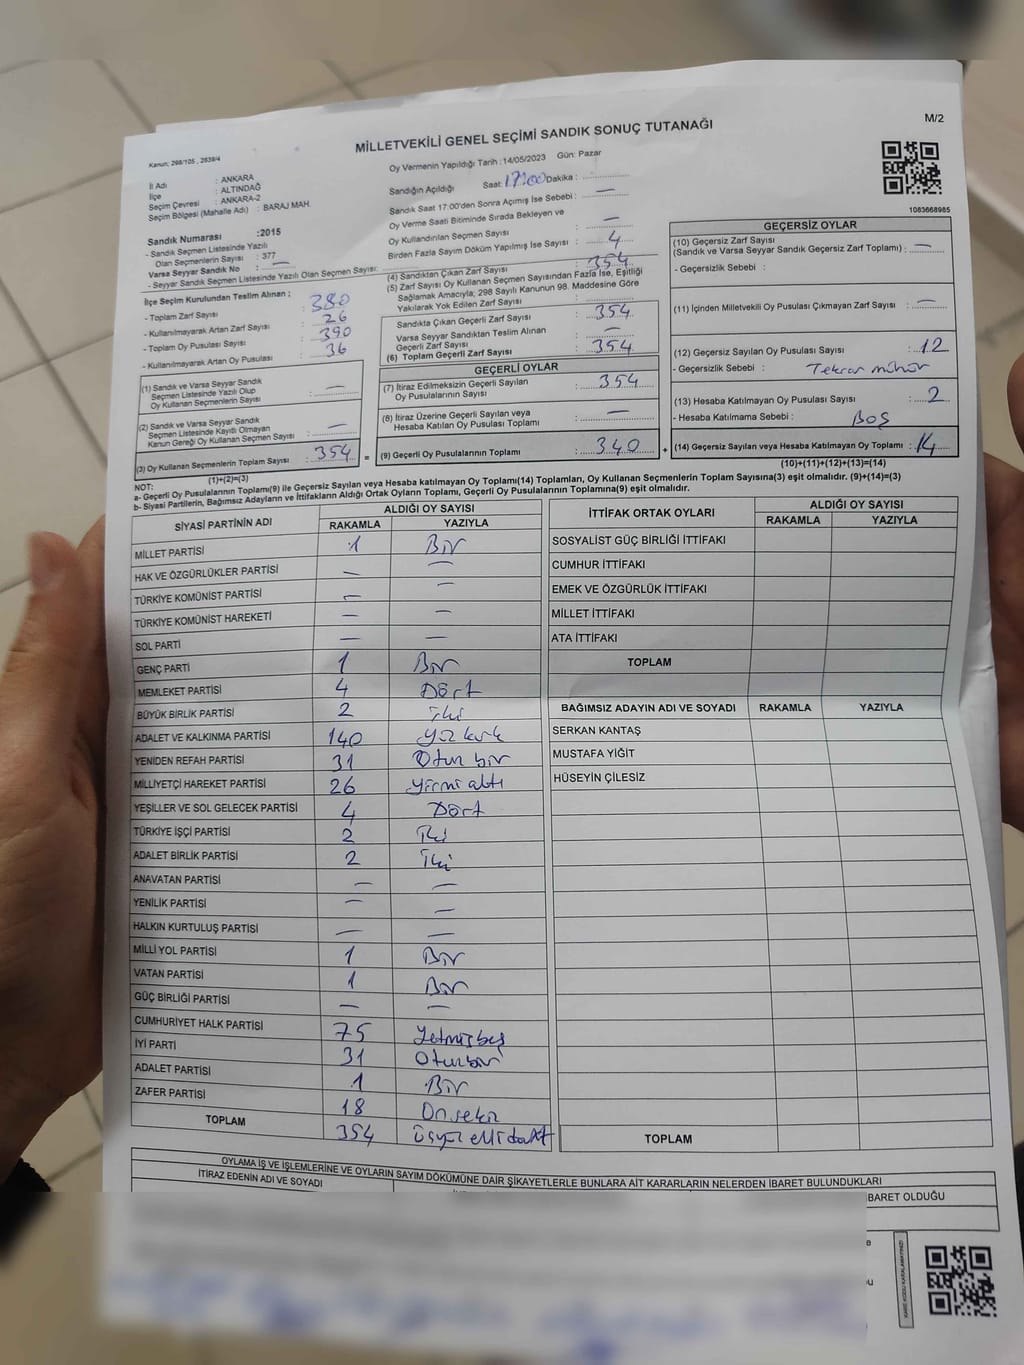 M/2
MİLLETVEKİLİ GENEL SEÇİMİ SANDIK SONUÇ TUTANAĞI
Kanun; 298/105 , 2839/4
İl Adı : ANKARA
İlçe : ALTINDAĞ
Seçim Çevresi : ANKARA-2
Seçim Bölgesi (Mahalle Adı) : BARAJ MAH.
Sandık Numarası :2015
- Sandık Seçmen Listesinde Yazılı
Olan Seçmenlerin Sayısı : 377
Varsa Seyyar Sandık No : —
- Seyyar Sandık Seçmen Listesinde Yazılı Olan Seçmen Sayısı:
İlçe Seçim Kurulundan Teslim Alınan ;
- Toplam Zarf Sayısı : 380
- Kullanılmayarak Artan Zarf Sayısı : 26
- Toplam Oy Pusulası Sayısı : 390
- Kullanılmayarak Artan Oy Pusulası : 36
(1) Sandık ve Varsa Seyyar Sandık
Seçmen Listesinde Yazılı Olup
Oy Kullanan Seçmenlerin Sayısı : —
(2) Sandık ve Varsa Seyyar Sandık
Seçmen Listesinde Kayıtlı Olmayan
Kanun Gereği Oy Kullanan Seçmen Sayısı : —
(3) Oy Kullanan Seçmenlerin Toplam Sayısı : 354 =
(1)+(2)=(3)
Oy Vermenin Yapıldığı Tarih :14/05/2023 Gün: Pazar
Sandığın Açıldığı Saat: 17:00 Dakika :
Sandık Saat 17:00'den Sonra Açımış İse Sebebi : —
Oy Verme Saati Bitiminde Sırada Bekleyen ve
Oy Kullandırılan Seçmen Sayısı : —
Birden Fazla Sayım Döküm Yapılmış İse Sayısı : 4
(4) Sandıktan Çıkan Zarf Sayısı : 354
(5) Zarf Sayısı Oy Kullanan Seçmen Sayısından Fazla İse, Eşitliği
Sağlamak Amacıyla; 298 Sayılı Kanunun 98. Maddesine Göre
Yakılarak Yok Edilen Zarf Sayısı :
Sandıkta Çıkan Geçerli Zarf Sayısı : 354
Varsa Seyyar Sandıktan Teslim Alınan
Geçerli Zarf Sayısı : —
(6) Toplam Geçerli Zarf Sayısı : 354
GEÇERLİ OYLAR
(7) İtiraz Edilmeksizin Geçerli Sayılan
Oy Pusulalarının Sayısı : 354
(8) İtiraz Üzerine Geçerli Sayılan veya
Hesaba Katılan Oy Pusulası Toplamı : —
(9) Geçerli Oy Pusulalarının Toplamı : 340 +
1083668985
GEÇERSİZ OYLAR
(10) Geçersiz Zarf Sayısı
(Sandık ve Varsa Seyyar Sandık Geçersiz Zarf Toplamı) : —
- Geçersizlik Sebebi :
(11) İçinden Milletvekili Oy Pusulası Çıkmayan Zarf Sayısı : —
(12) Geçersiz Sayılan Oy Pusulası Sayısı : 12
- Geçersizlik Sebebi : Tekrar mühür
(13) Hesaba Katılmayan Oy Pusulası Sayısı : 2
- Hesaba Katılmama Sebebi : BOŞ
(14) Geçersiz Sayılan veya Hesaba Katılmayan Oy Toplamı : 14
(10)+(11)+(12)+(13)=(14)
NOT:
a- Geçerli Oy Pusulalarının Toplamı(9) ile Geçersiz Sayılan veya Hesaba katılmayan Oy Toplamı(14) Toplamları, Oy Kullanan Seçmenlerin Toplam Sayısına(3) eşit olmalıdır. (9)+(14)=(3)
b- Siyasi Partilerin, Bağımsız Adayların ve İttifakların Aldığı Ortak Oyların Toplamı, Geçerli Oy Pusulalarının Toplamına(9) eşit olmalıdır.
SİYASİ PARTİNİN ADI ALDIĞI OY SAYISI
RAKAMLA YAZIYLA
MİLLET PARTİSİ 1 Bir
HAK VE ÖZGÜRLÜKLER PARTİSİ — —
TÜRKİYE KOMÜNİST PARTİSİ — —
TÜRKİYE KOMÜNİST HAREKETİ — —
SOL PARTİ — —
GENÇ PARTİ 1 Bir
MEMLEKET PARTİSİ 4 Dört
BÜYÜK BİRLİK PARTİSİ 2 iki
ADALET VE KALKINMA PARTİSİ 140 yüz kırk
YENİDEN REFAH PARTİSİ 31 Otuz bir
MİLLİYETÇİ HAREKET PARTİSİ 26 yirmi altı
YEŞİLLER VE SOL GELECEK PARTİSİ 4 Dört
TÜRKİYE İŞÇİ PARTİSİ 2 İki
ADALET BİRLİK PARTİSİ 2 İki
ANAVATAN PARTİSİ — —
YENİLİK PARTİSİ — —
HALKIN KURTULUŞ PARTİSİ — —
MİLLİ YOL PARTİSİ 1 Bir
VATAN PARTİSİ 1 Bir
GÜÇ BİRLİĞİ PARTİSİ — —
CUMHURİYET HALK PARTİSİ 75 Yetmişbeş
İYİ PARTİ 31 Otuzbir
ADALET PARTİSİ 1 Bir
ZAFER PARTİSİ 18 Onsekiz
TOPLAM 354
İTTİFAK ORTAK OYLARI ALDIĞI OY SAYISI
RAKAMLA YAZIYLA
SOSYALİST GÜÇ BİRLİĞİ İTTİFAKI
CUMHUR İTTİFAKI
EMEK VE ÖZGÜRLÜK İTTİFAKI
MİLLET İTTİFAKI
ATA İTTİFAKI
TOPLAM
BAĞIMSIZ ADAYIN ADI VE SOYADI RAKAMLA YAZIYLA
SERKAN KANTAŞ
MUSTAFA YİĞİT
HÜSEYİN ÇİLESİZ
TOPLAM
OYLAMA İŞ VE İŞLEMLERİNE VE OYLARIN SAYIM DÖKÜMÜNE DAİR ŞİKAYETLERLE BUNLARA AİT KARARLARIN NELERDEN İBARET BULUNDUKLARI
İTİRAZ EDENİN ADI VE SOYADI
BARET OLDUĞU
KARE KODU KARALAMAYINIZ!